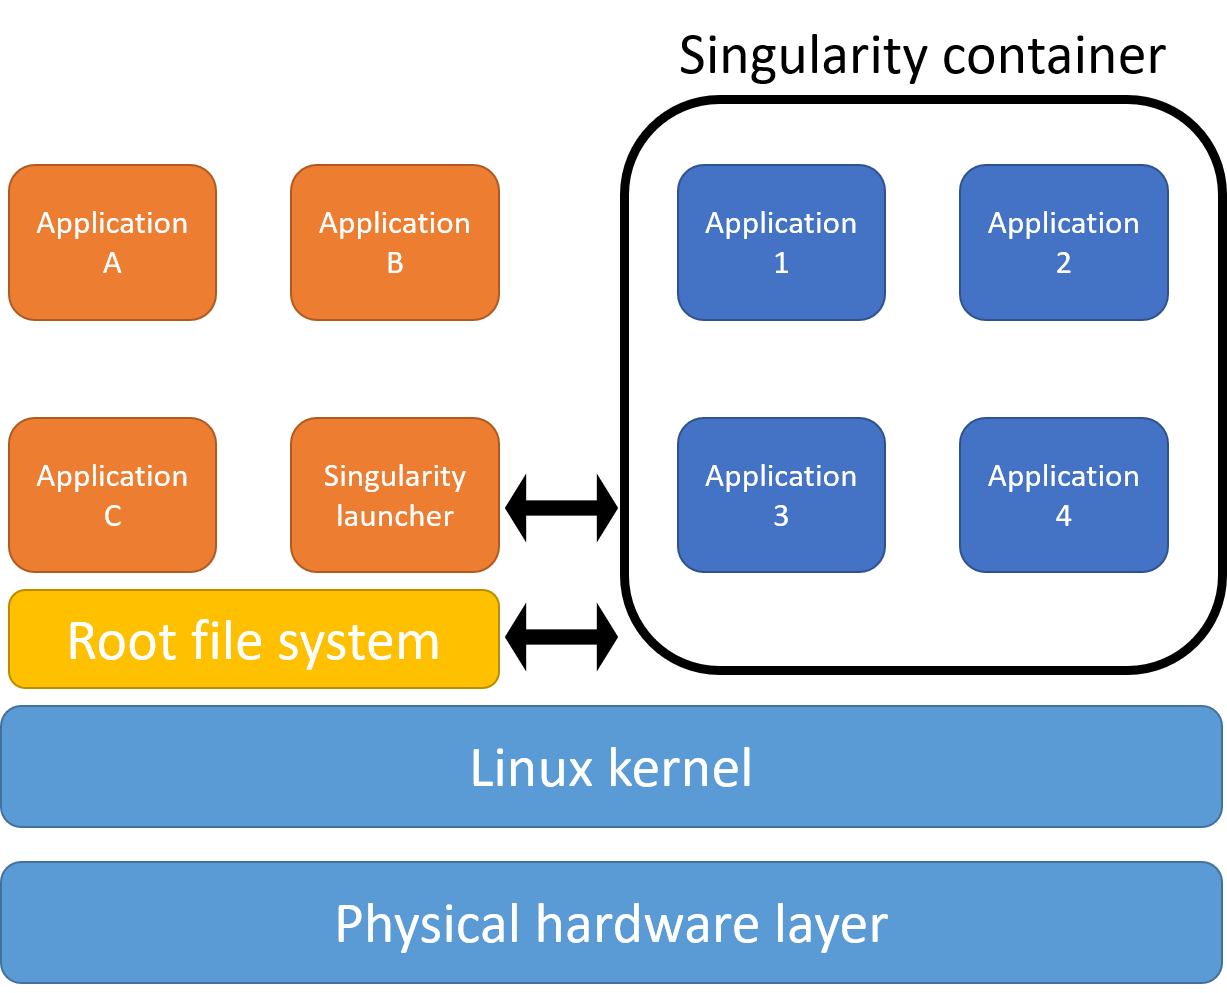 Singularity container
Application
A
Application
B
Application
1
Application
2
Application
C
Singularity
launcher
Application
3
Application
4
Root file system
Linux kernel
Physical hardware layer